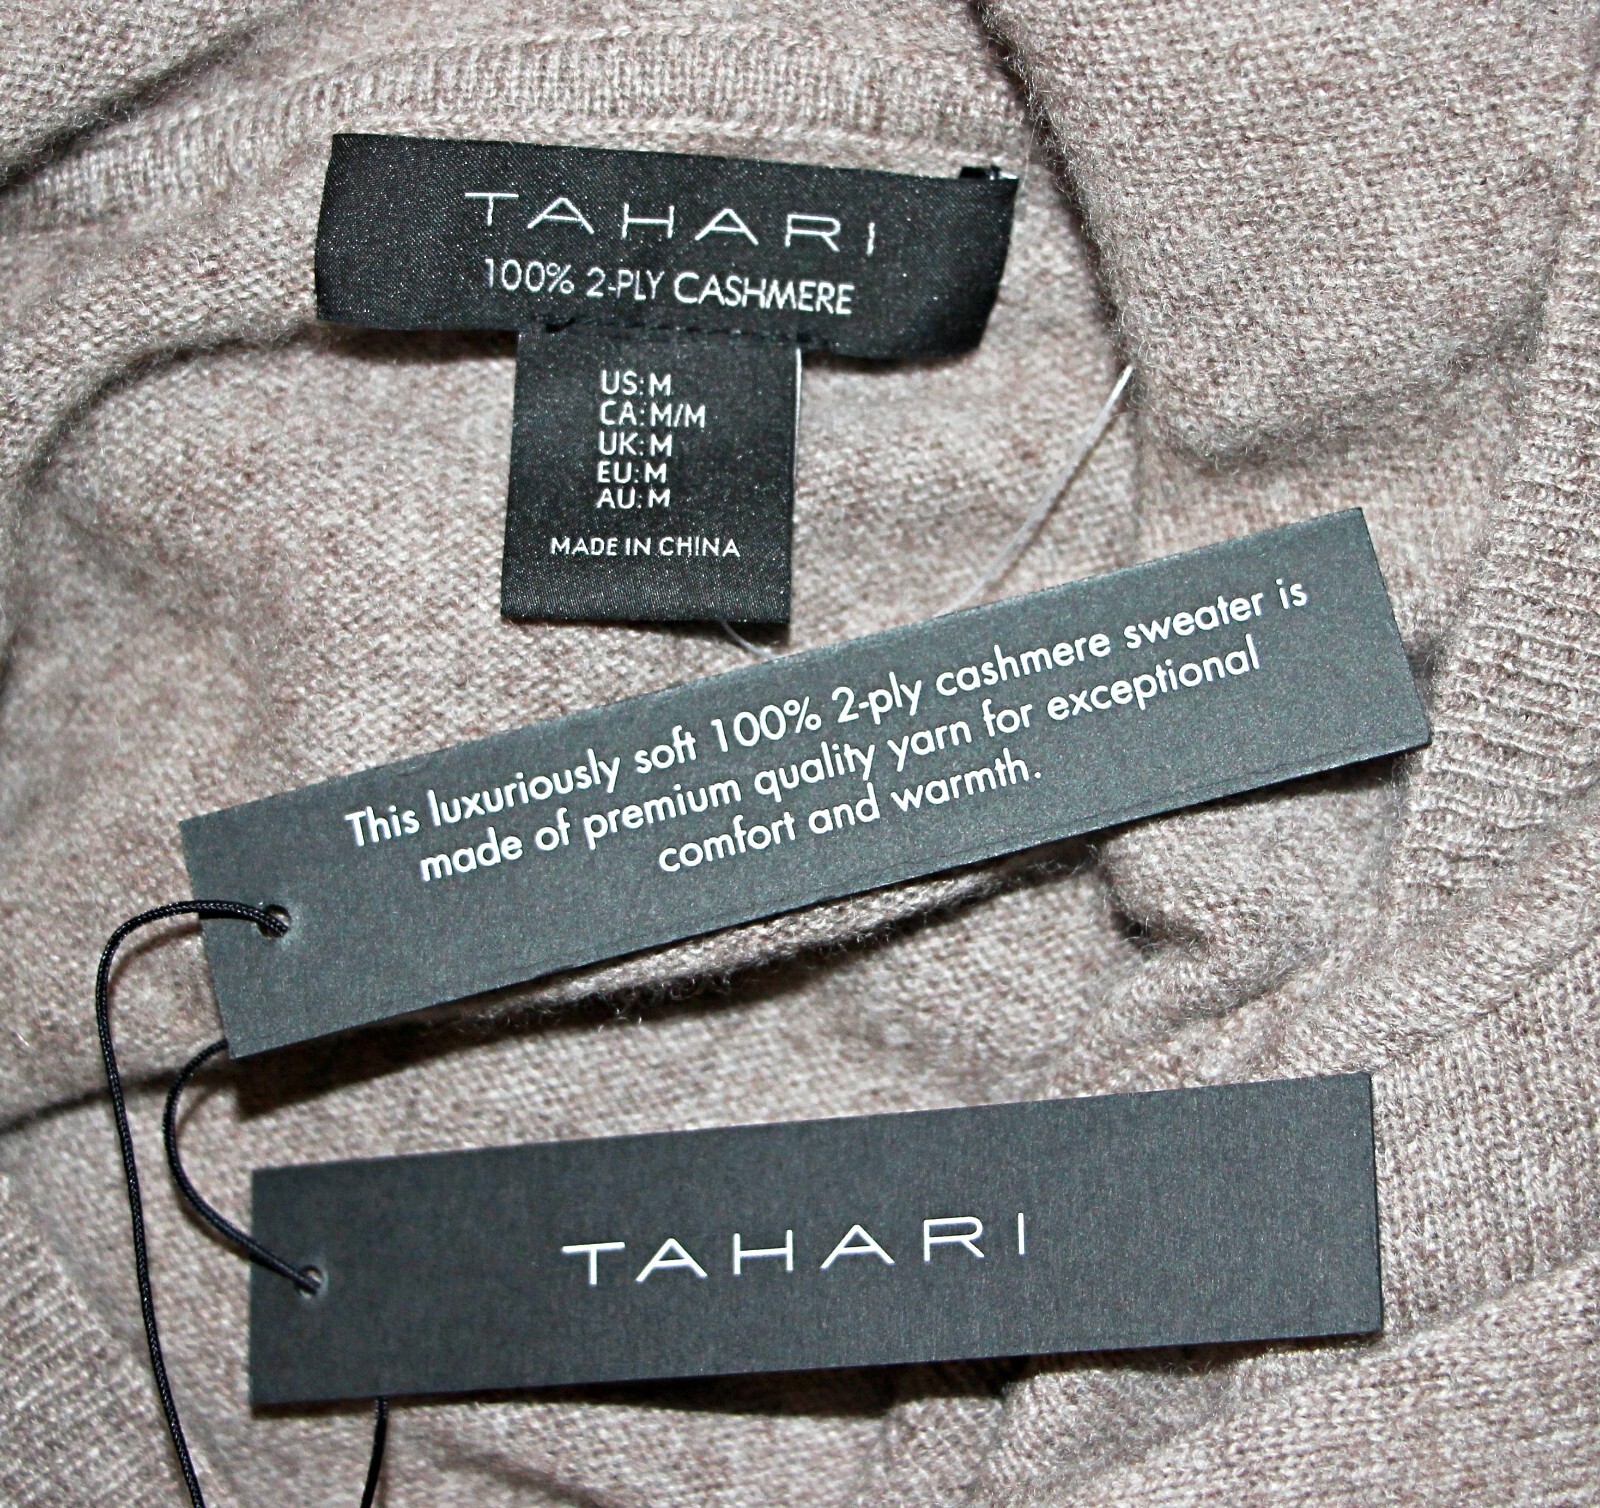 TAHARI
100% 2-PLY CASHMERE
US: M
CA: M/M
UK: M
EU: M
AU: M
MADE IN CHINA
This luxuriously soft 100% 2-ply cashmere sweater is
made of premium quality yarn for exceptional
comfort and warmth.
TAHARI